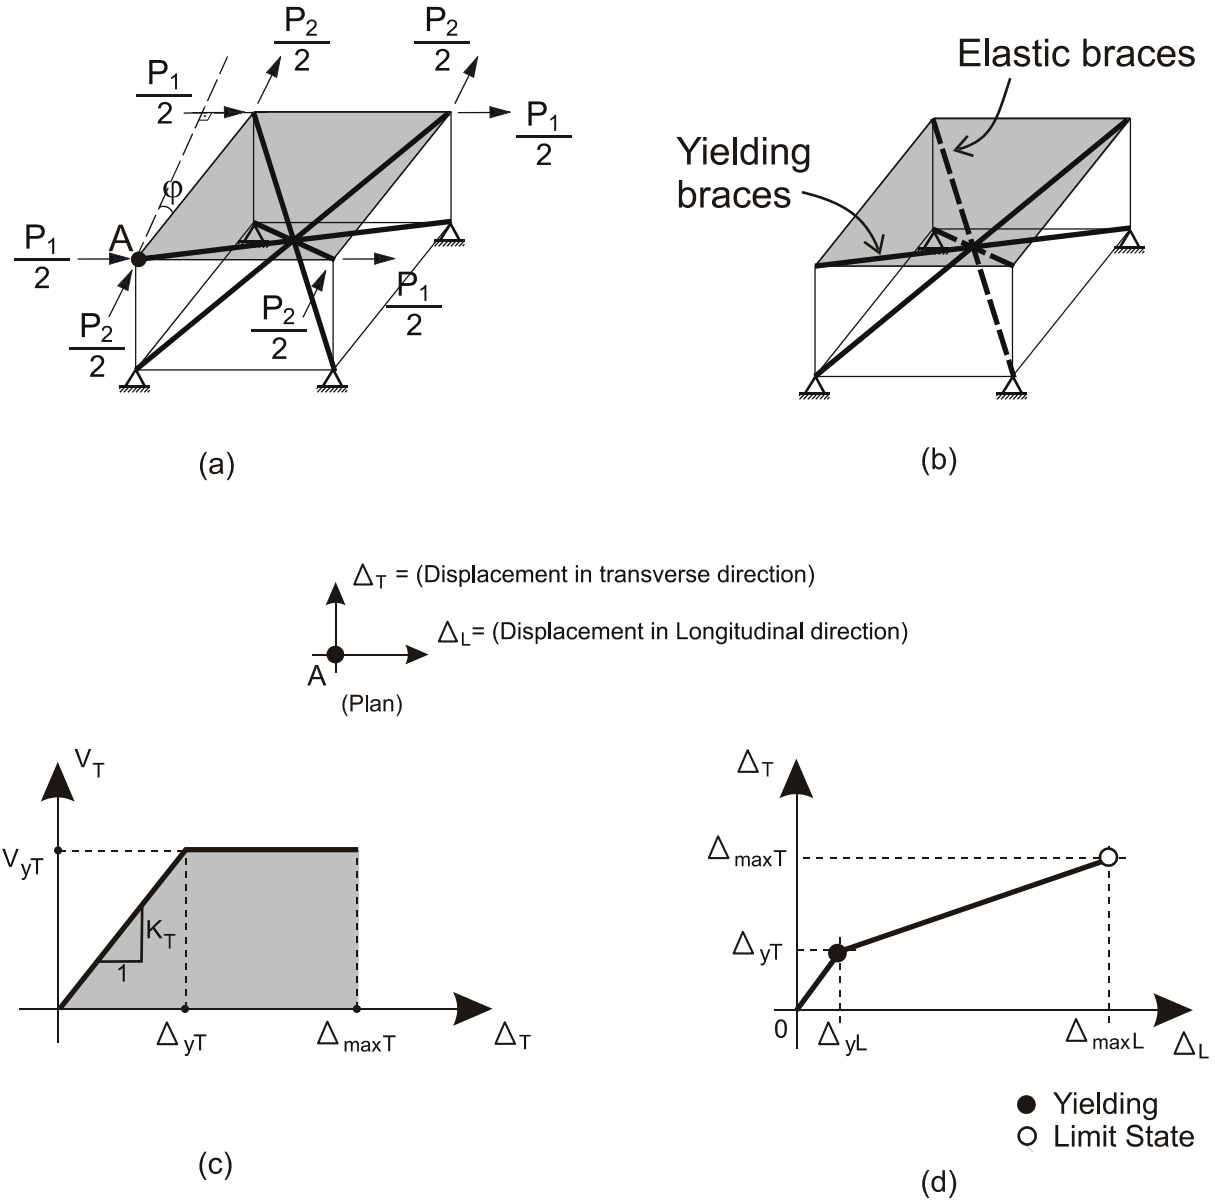 P2/2
P2/2
P1/2
P1/2
φ
A
P1/2
P1/2
P2/2
P2/2
(a)
Elastic braces
Yielding
braces
(b)
ΔT = (Displacement in transverse direction)
ΔL= (Displacement in Longitudinal direction)
A
(Plan)
VT
VyT
KT
1
ΔyT
ΔmaxT
ΔT
(c)
ΔT
ΔmaxT
ΔyT
0
ΔyL
ΔmaxL
ΔL
Yielding
Limit State
(d)